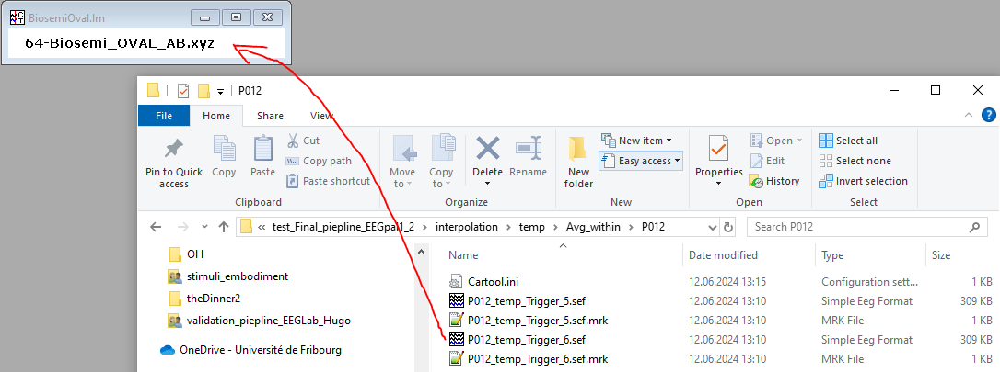 BiosemiOval.lm
64-Biosemi_OVAL_AB.xyz
P012
File Home Share View
Pin to Quick access
Copy
Paste
Cut
Copy path
Paste shortcut
Clipboard
Move to
Copy to
Delete
Rename
Organize
New folder
New item
Easy access
New
Properties
Open
Edit
History
Open
Select all
Select none
Invert selection
Select
« test_Final_piepline_EEGpal1_2 > interpolation > temp > Avg_within > P012
Search P012
OH
stimuli_embodiment
theDinner2
validation_piepline_EEGLab_Hugo
OneDrive - Université de Fribourg
Name Date modified Type Size
Cartool.ini 12.06.2024 13:15 Configuration sett... 1 KB
P012_temp_Trigger_5.sef 12.06.2024 13:10 Simple Eeg Format 309 KB
P012_temp_Trigger_5.sef.mrk 12.06.2024 13:10 MRK File 1 KB
P012_temp_Trigger_6.sef 12.06.2024 13:10 Simple Eeg Format 309 KB
P012_temp_Trigger_6.sef.mrk 12.06.2024 13:10 MRK File 1 KB